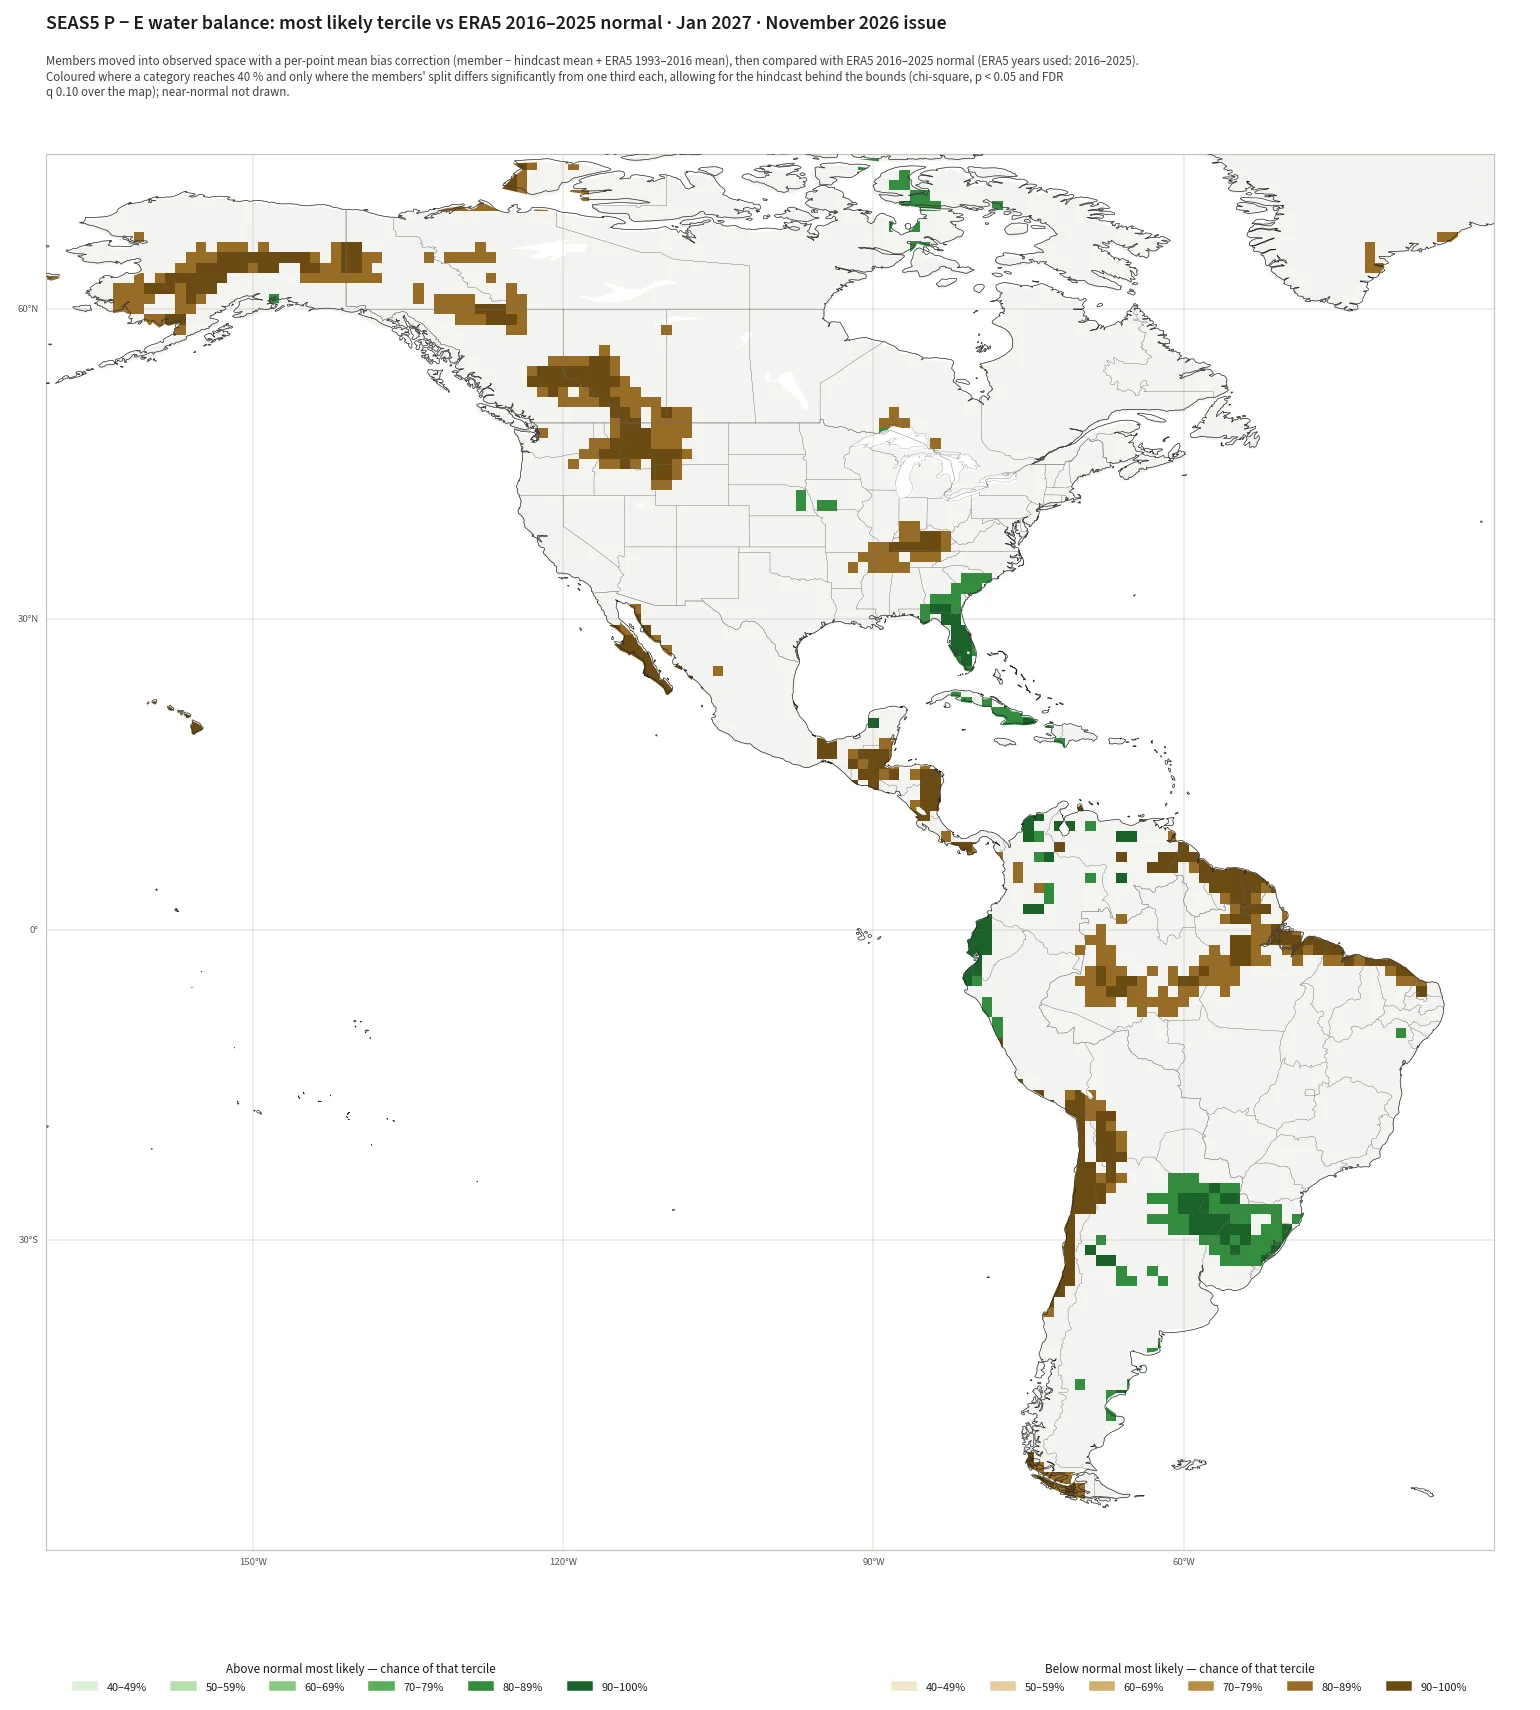 SEAS5 P − E water balance: most likely tercile vs ERA5 2016–2025 normal · Jan 2027 · November 2026 issue
Members moved into observed space with a per-point mean bias correction (member − hindcast mean + ERA5 1993–2016 mean), then compared with ERA5 2016–2025 normal (ERA5 years used: 2016–2025).
Coloured where a category reaches 40 % and only where the members' split differs significantly from one third each, allowing for the hindcast behind the bounds (chi-square, p < 0.05 and FDR
q 0.10 over the map); near-normal not drawn.
60°N
30°N
0°
30°S
150°W 120°W 90°W 60°W
Above normal most likely — chance of that tercile
40–49% 50–59% 60–69% 70–79% 80–89% 90–100%
Below normal most likely — chance of that tercile
40–49% 50–59% 60–69% 70–79% 80–89% 90–100%